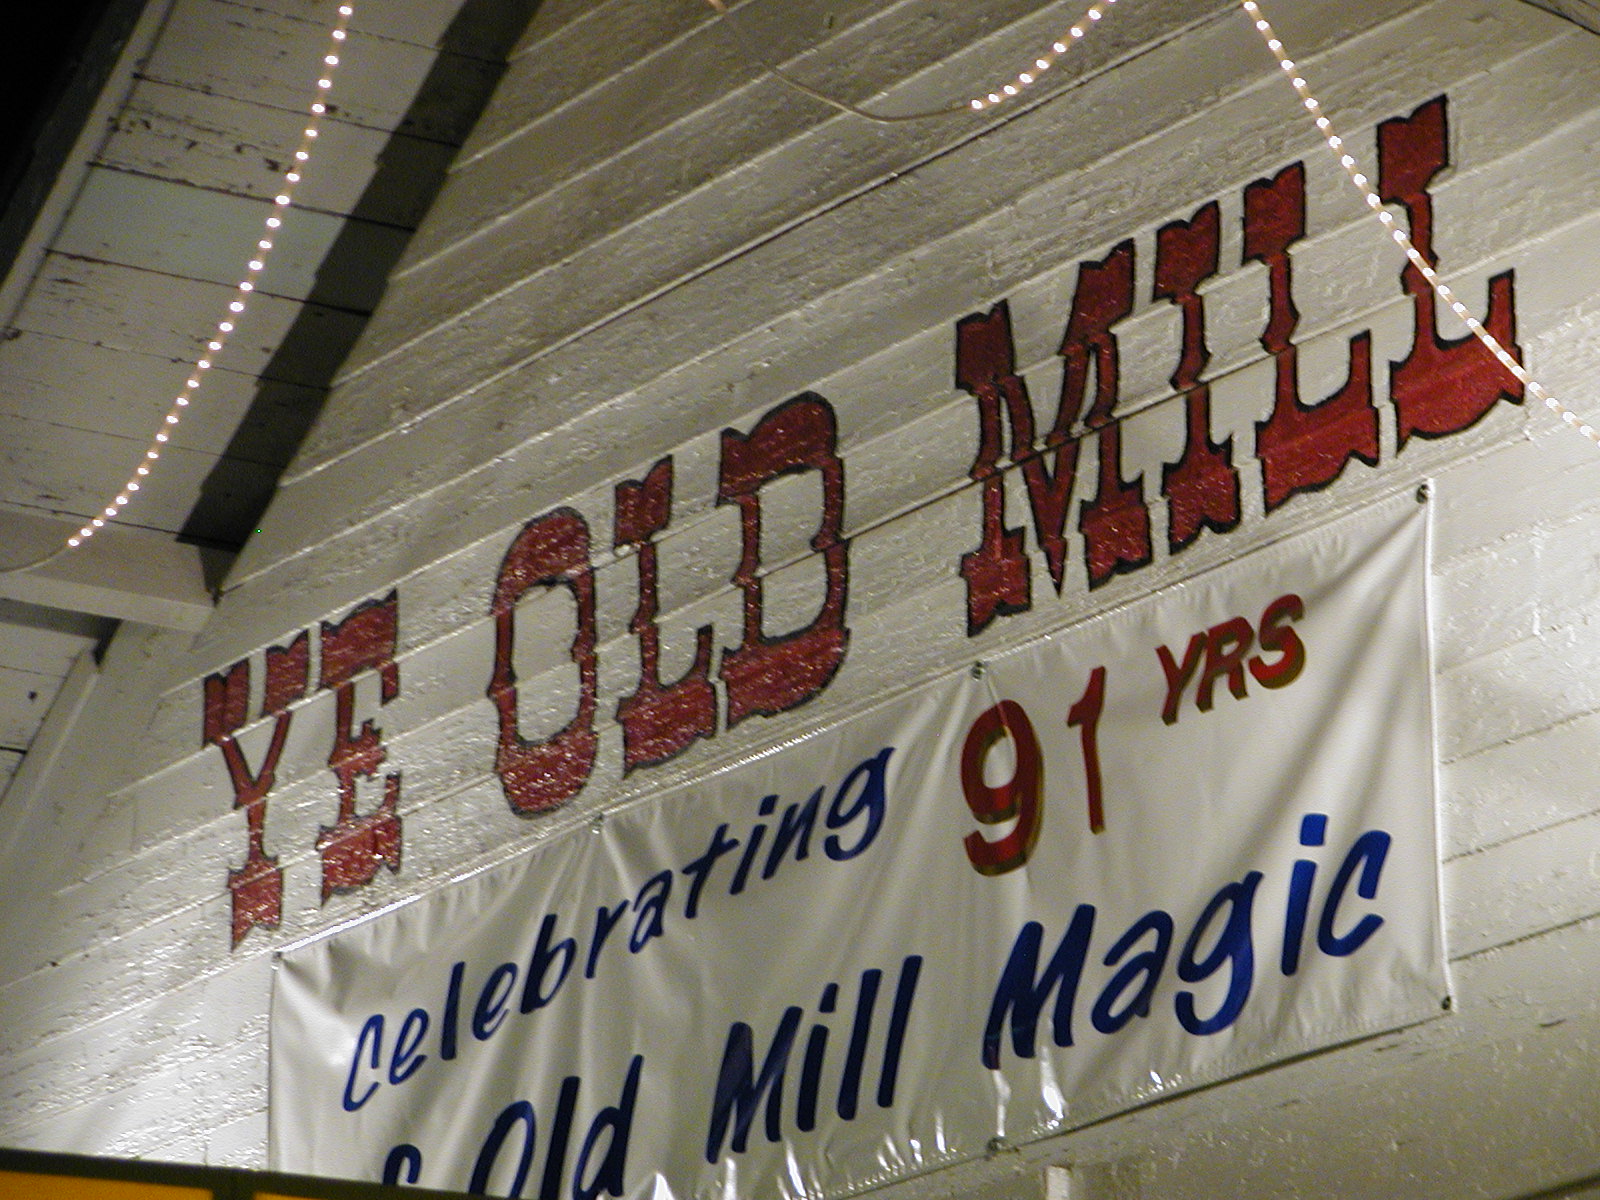 YE OLD MILL
Celebrating 91 YRS
Old Mill Magic